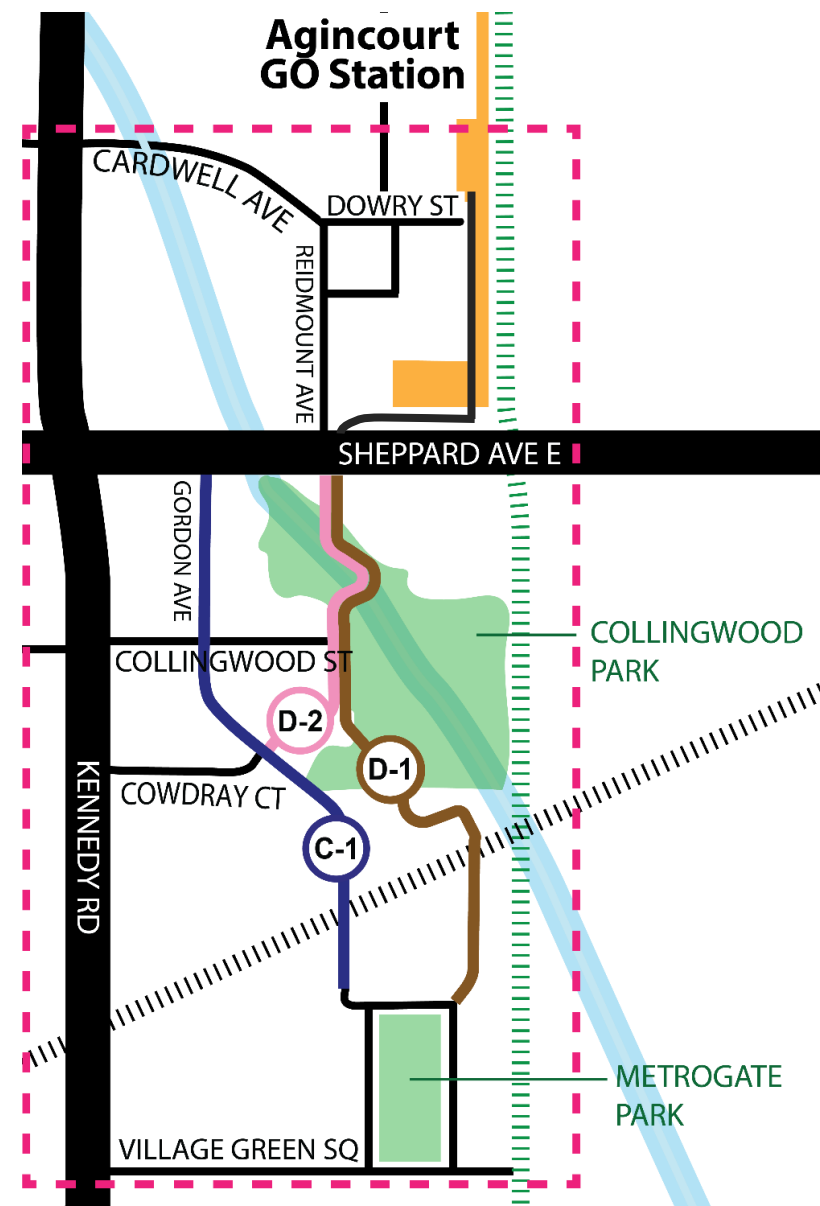 Agincourt
GO Station
CARDWELL AVE
DOWRY ST
REIDMOUNT AVE
SHEPPARD AVE E
GORDON AVE
COLLINGWOOD ST
COLLINGWOOD
PARK
D-2
D-1
COWDRAY CT
KENNEDY RD
C-1
METROGATE
PARK
VILLAGE GREEN SQ